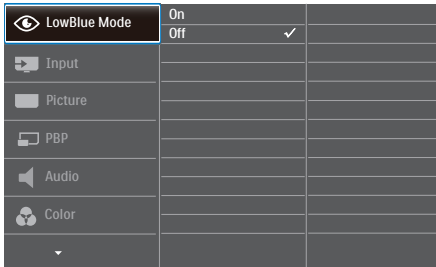 LowBlue Mode
On
Off
Input
Picture
PBP
Audio
Color